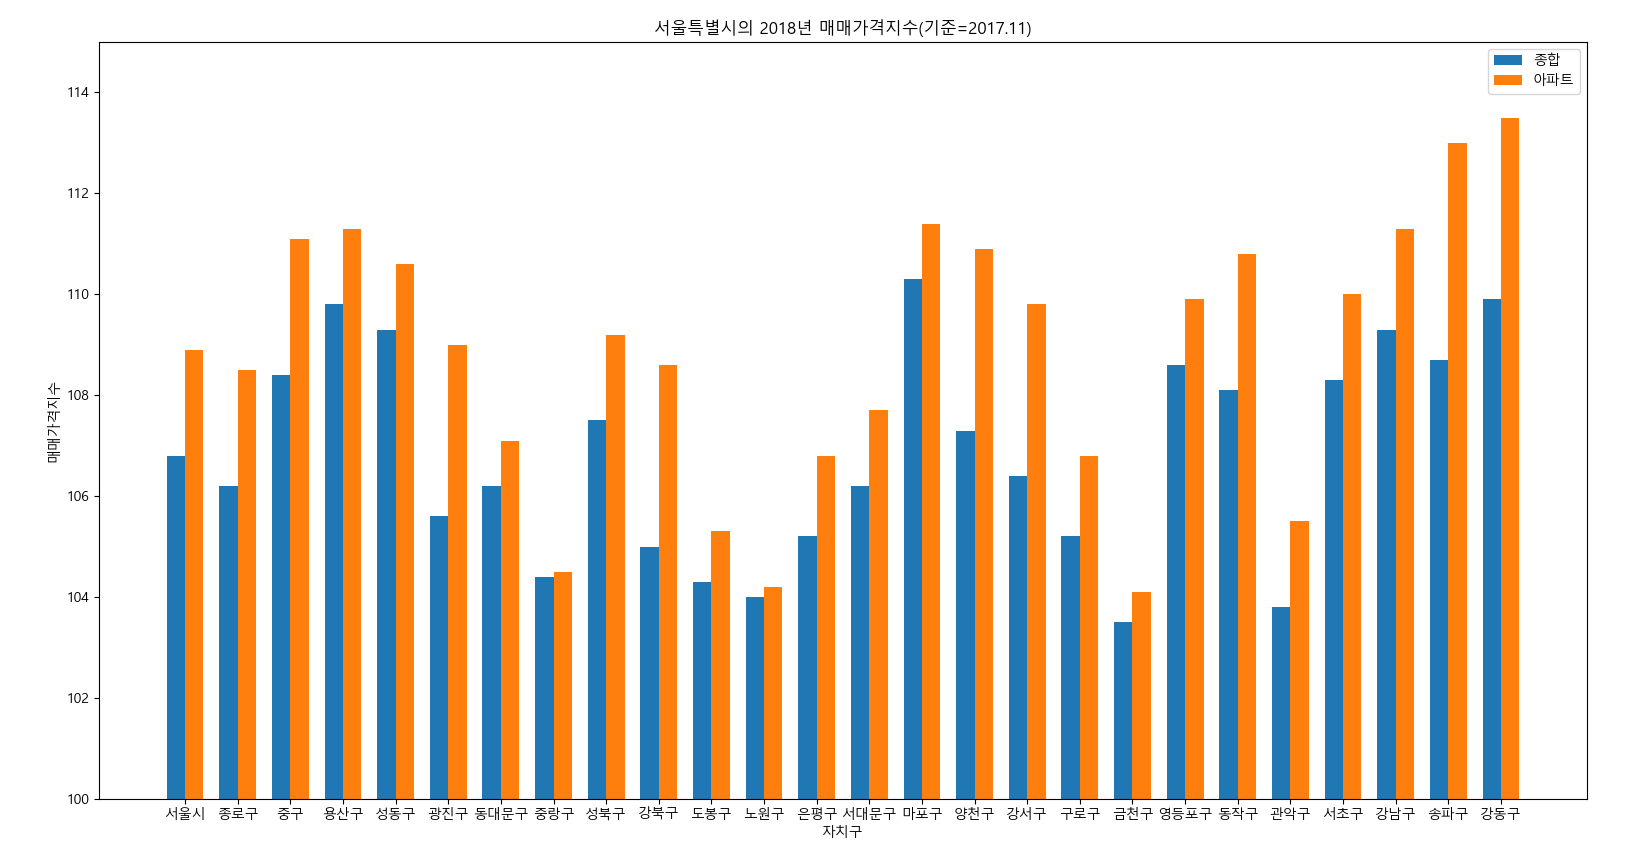 서울특별시의 2018년 매매가격지수(기준=2017.11)
종합
아파트
114
112
110
108
106
104
102
100
매매가격지수
서울시 종로구 중구 용산구 성동구 광진구 동대문구 중랑구 성북구 강북구 도봉구 노원구 은평구 서대문구 마포구 양천구 강서구 구로구 금천구 영등포구 동작구 관악구 서초구 강남구 송파구 강동구
자치구